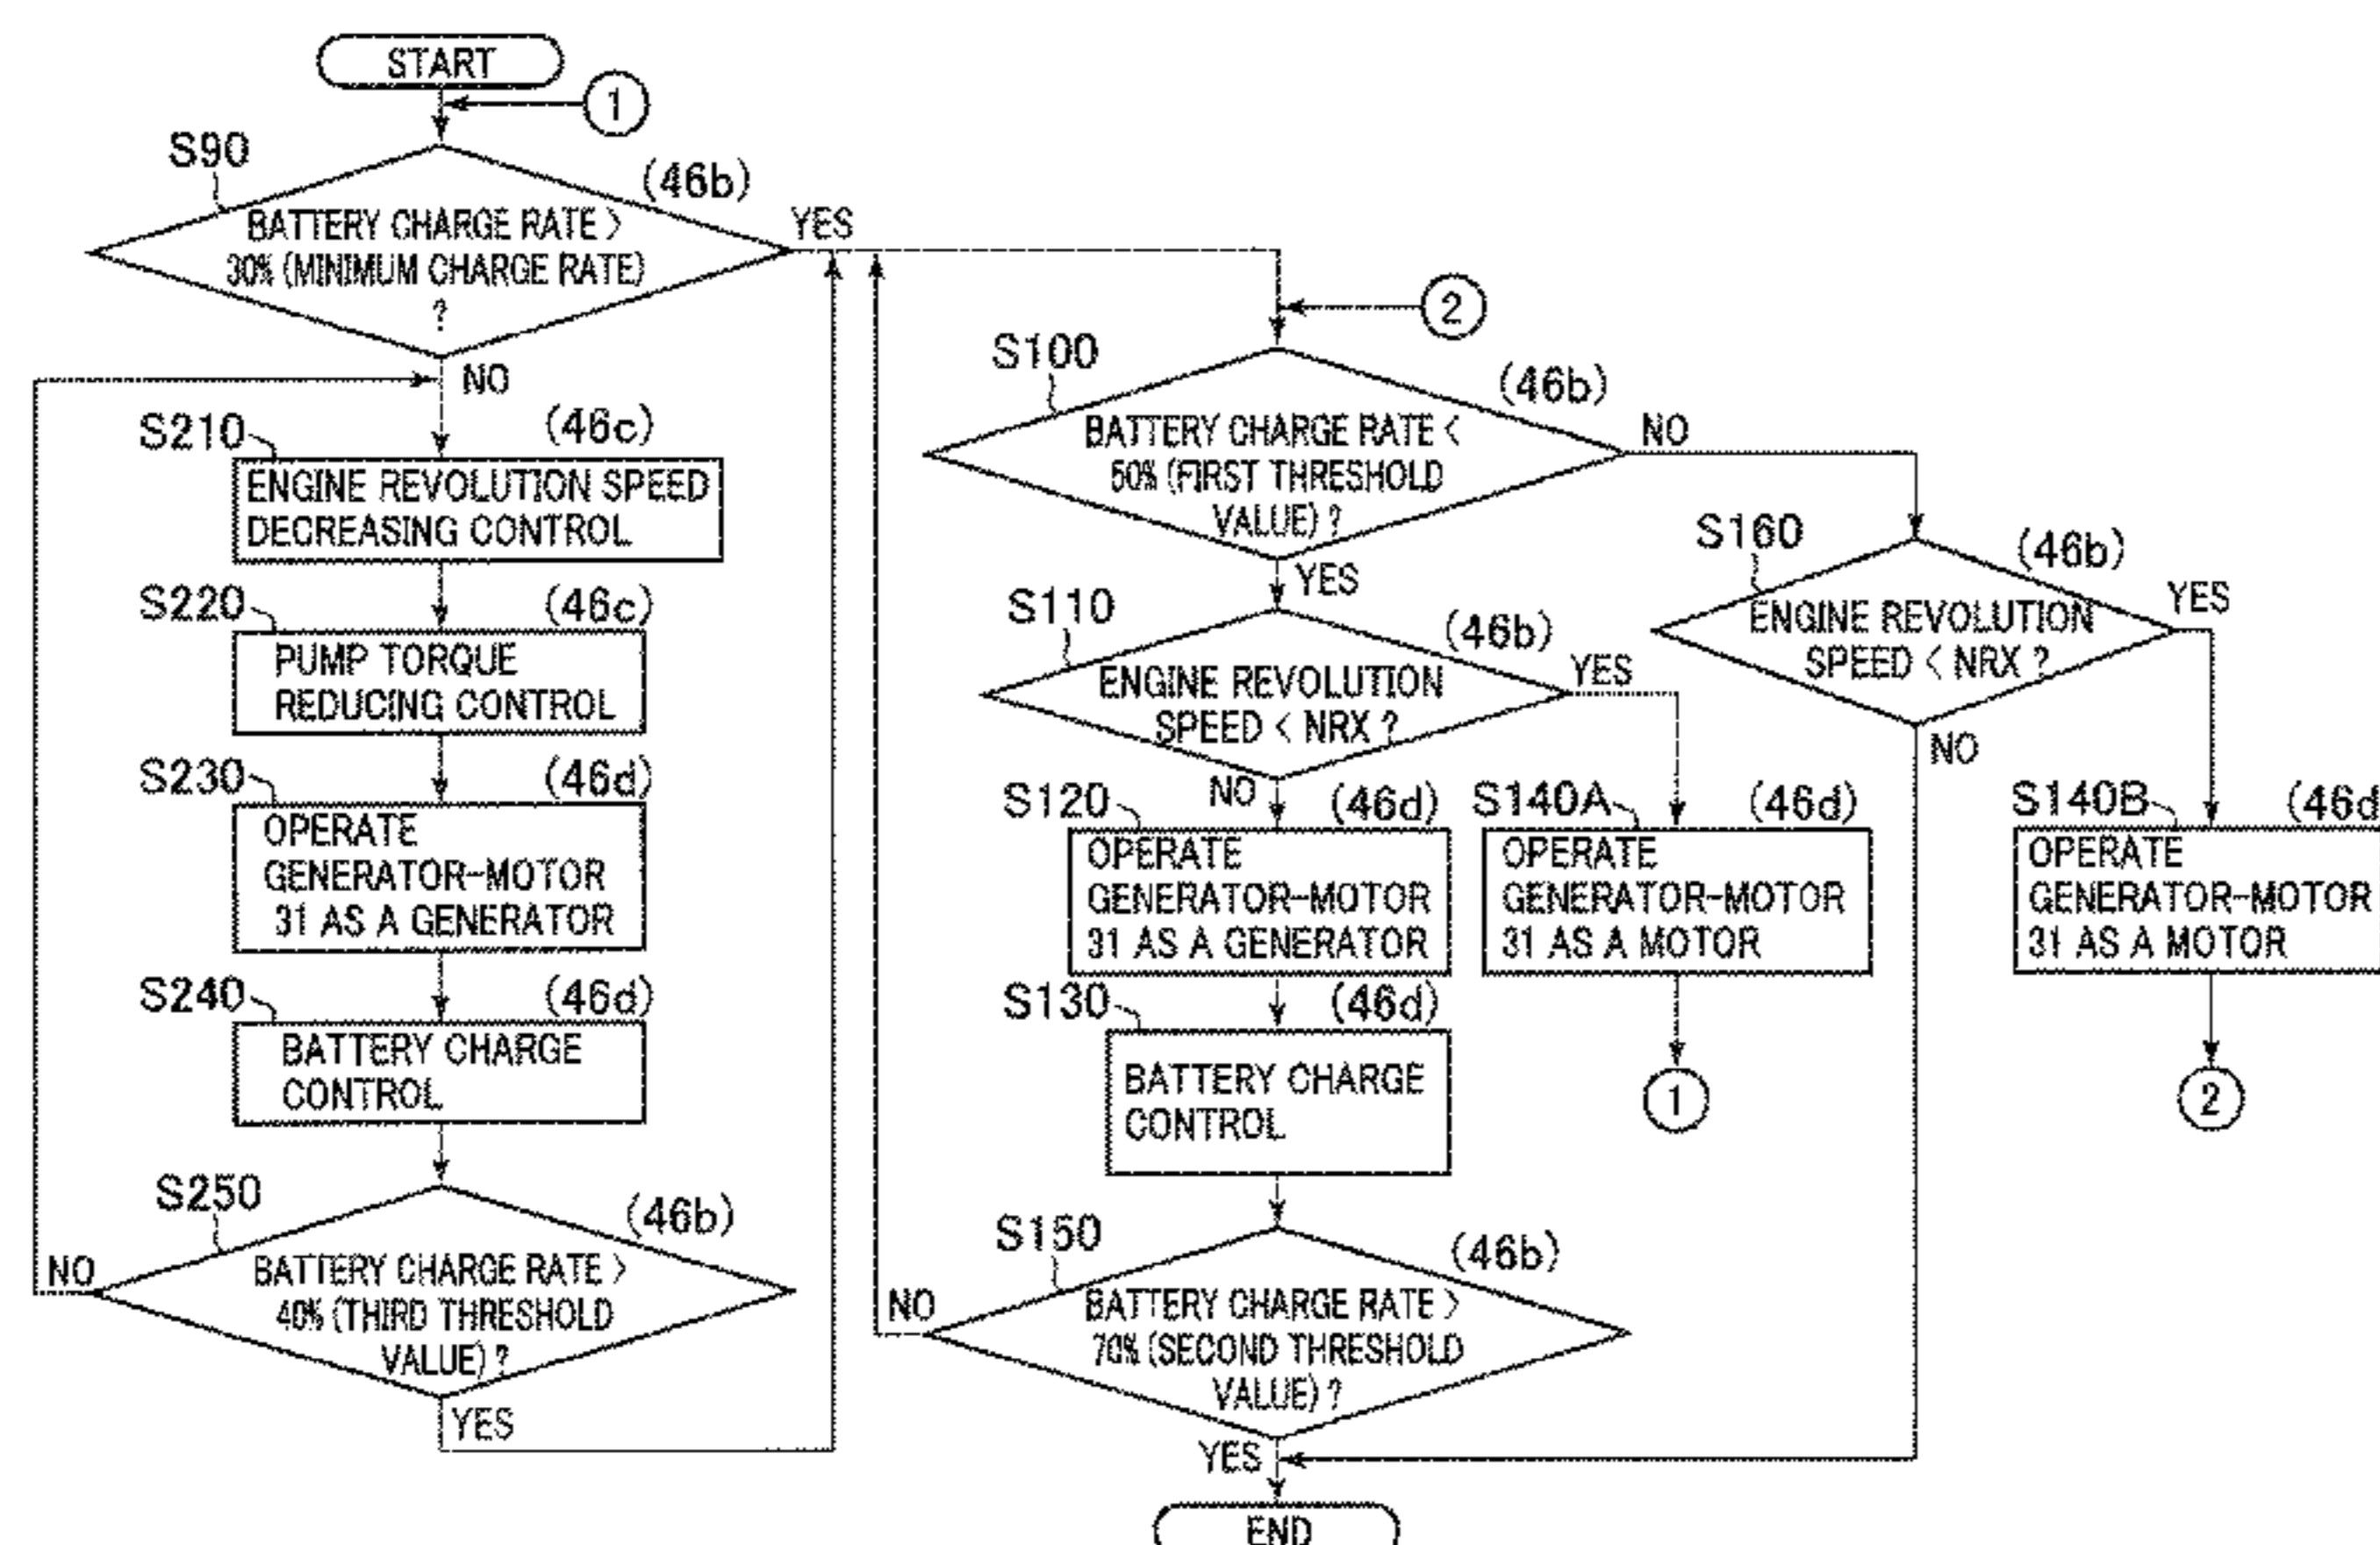 START
1
S90
(46b)
BATTERY CHARGE RATE >
30% (MINIMUM CHARGE RATE)
?
YES
NO
S210
(46c)
ENGINE REVOLUTION SPEED
DECREASING CONTROL
S220
(46c)
PUMP TORQUE
REDUCING CONTROL
S230
(46d)
OPERATE
GENERATOR-MOTOR
31 AS A GENERATOR
S240
(46d)
BATTERY CHARGE
CONTROL
S250
(46b)
BATTERY CHARGE RATE >
40% (THIRD THRESHOLD
VALUE) ?
NO
YES
2
S100
(46b)
BATTERY CHARGE RATE <
50% (FIRST THRESHOLD
VALUE) ?
NO
YES
S110
(46b)
ENGINE REVOLUTION
SPEED < NRX ?
YES
NO
S120
(46d)
OPERATE
GENERATOR-MOTOR
31 AS A GENERATOR
S130
(46d)
BATTERY CHARGE
CONTROL
S150
(46b)
BATTERY CHARGE RATE >
70% (SECOND THRESHOLD
VALUE) ?
NO
YES
END
S140A
(46d)
OPERATE
GENERATOR-MOTOR
31 AS A MOTOR
1
S160
(46b)
ENGINE REVOLUTION
SPEED < NRX ?
YES
NO
S140B
(46d
OPERATE
GENERATOR-MOTOR
31 AS A MOTOR
2